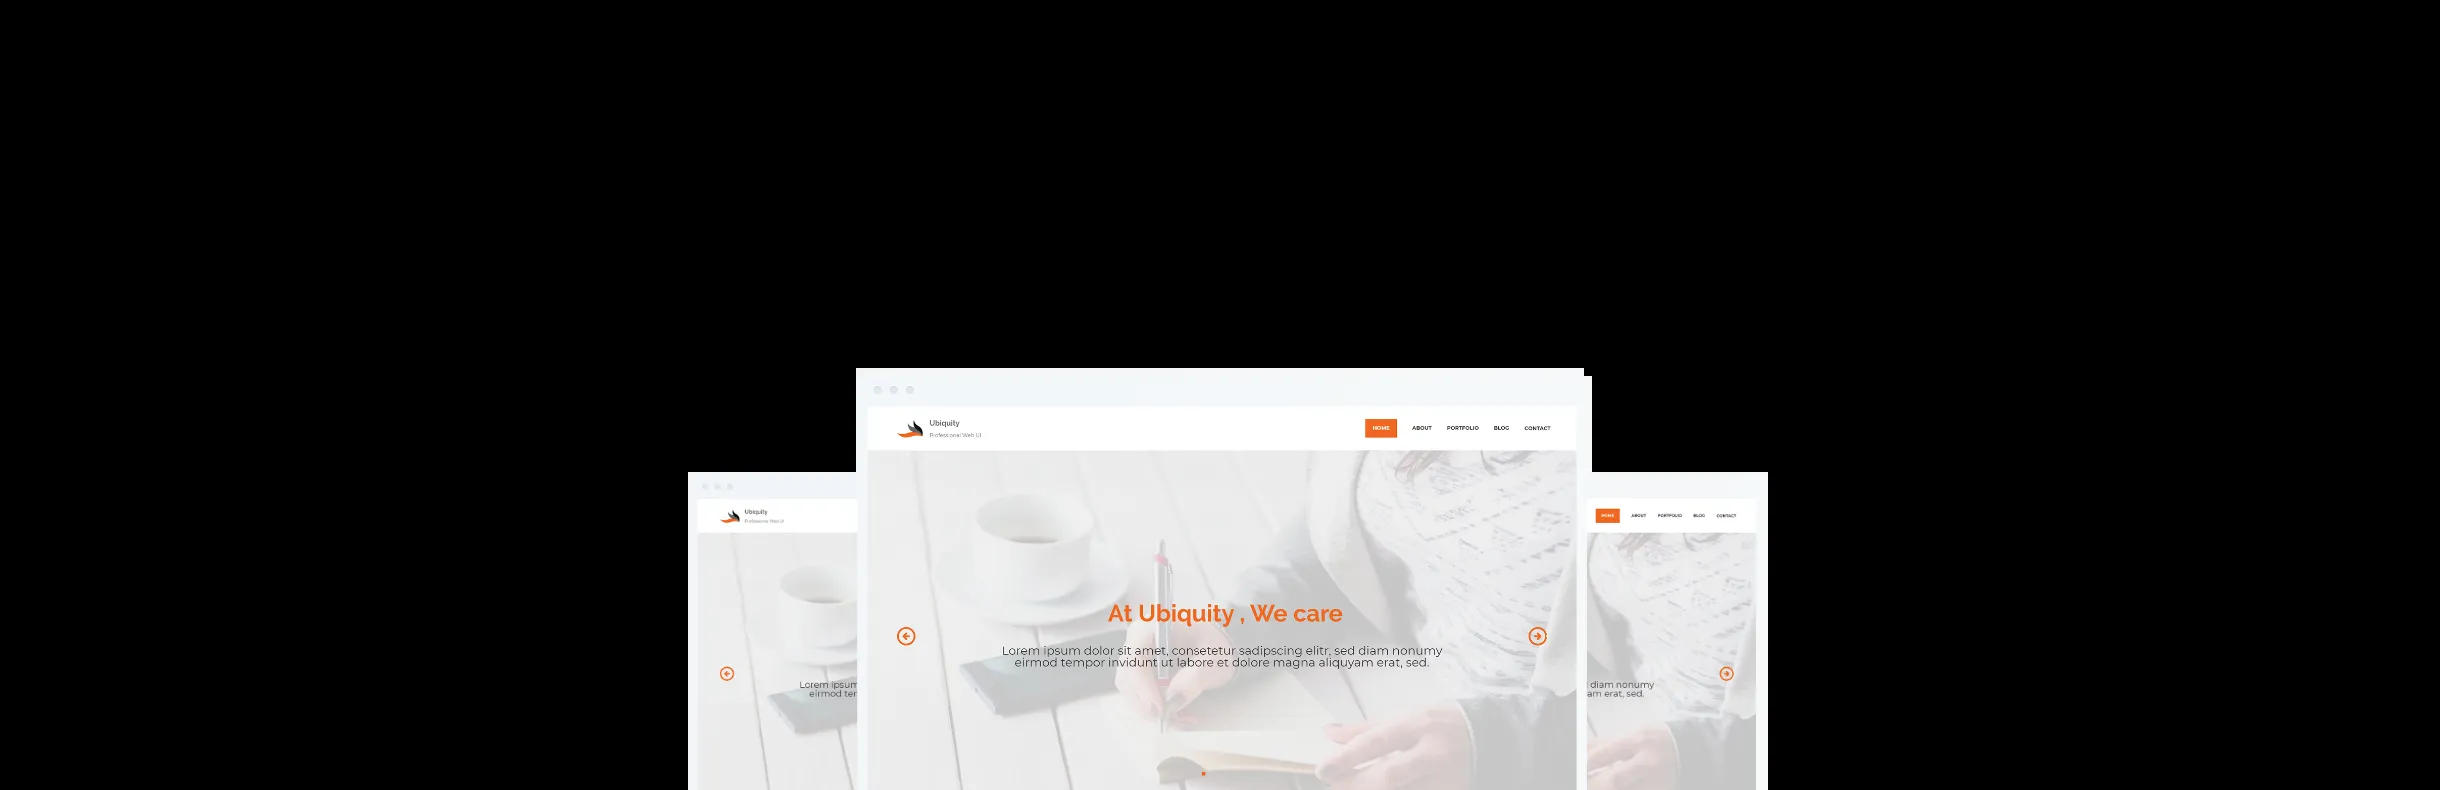 Ubiquity
Professional Web UI
HOME ABOUT PORTFOLIO BLOG CONTACT
At Ubiquity , We care
Lorem ipsum dolor sit amet, consetetur sadipscing elitr, sed diam nonumy
eirmod tempor invidunt ut labore et dolore magna aliquyam erat, sed.
Ubiquity
Professional Web UI
Lorem ipsum
eirmod ter
HOME ABOUT PORTFOLIO BLOG CONTACT
diam nonumy
am erat, sed.